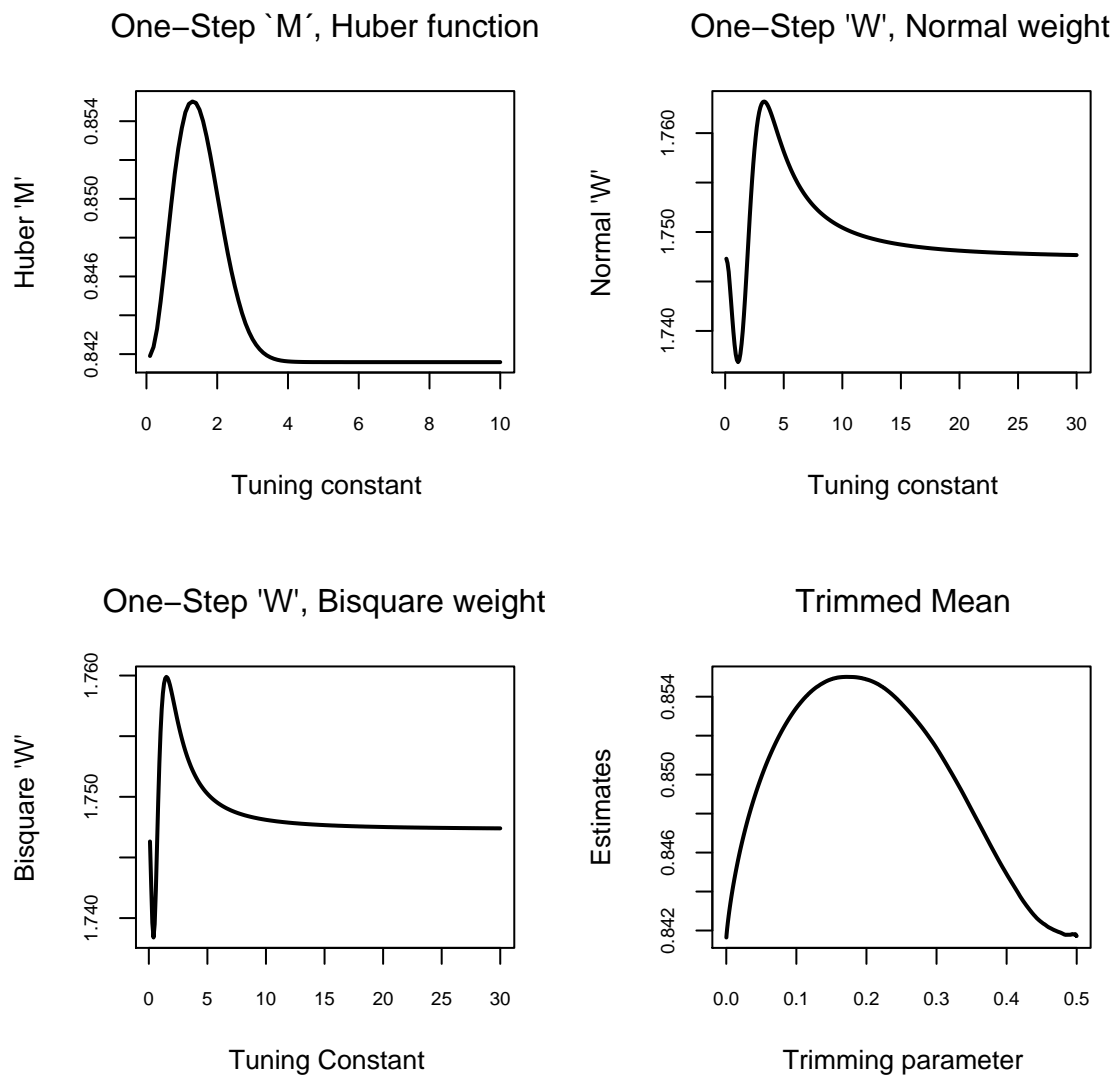 One−Step `M´, Huber function
Huber 'M'
0.854
0.850
0.846
0.842
0 2 4 6 8 10
Tuning constant
One−Step 'W', Normal weight
Normal 'W'
1.760
1.750
1.740
0 5 10 15 20 25 30
Tuning constant
One−Step 'W', Bisquare weight
Bisquare 'W'
1.760
1.750
1.740
0 5 10 15 20 25 30
Tuning Constant
Trimmed Mean
Estimates
0.854
0.850
0.846
0.842
0.0 0.1 0.2 0.3 0.4 0.5
Trimming parameter